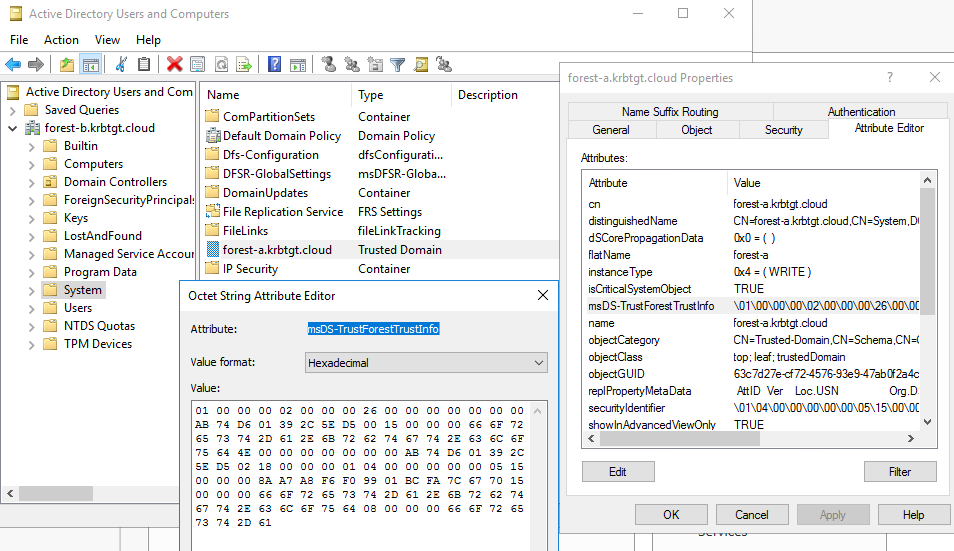 Active Directory Users and Computers
File Action View Help
Active Directory Users and Com
Saved Queries
forest-b.krbtgt.cloud
Builtin
Computers
Domain Controllers
ForeignSecurityPrincipals
Keys
LostAndFound
Managed Service Accour
Program Data
System
Users
NTDS Quotas
TPM Devices
Name Type Description
ComPartitionSets Container
Default Domain Policy Domain Policy
Dfs-Configuration dfsConfigurati...
DFSR-GlobalSettings msDFSR-Globa...
DomainUpdates Container
File Replication Service FRS Settings
FileLinks fileLinkTracking
forest-a.krbtgt.cloud Trusted Domain
IP Security Container
Octet String Attribute Editor
Attribute: msDS-TrustForestTrustInfo
Value format: Hexadecimal
Value:
01 00 00 00 02 00 00 00 26 00 00 00 00 00 00 00
AB 74 D6 01 39 2C 5E D5 00 15 00 00 00 66 6F 72
65 73 74 2D 61 2E 6B 72 62 74 67 74 2E 63 6C 6F
75 64 4E 00 00 00 00 00 00 00 AB 74 D6 01 39 2C
5E D5 02 18 00 00 00 01 04 00 00 00 00 00 05 15
00 00 00 8A A7 A8 F6 F0 99 01 BC FA 7C 67 70 15
00 00 00 66 6F 72 65 73 74 2D 61 2E 6B 72 62 74
67 74 2E 63 6C 6F 75 64 08 00 00 00 66 6F 72 65
73 74 2D 61
forest-a.krbtgt.cloud Properties
Name Suffix Routing Authentication
General Object Security Attribute Editor
Attributes:
Attribute Value
cn forest-a.krbtgt.cloud
distinguishedName CN=forest-a.krbtgt.cloud,CN=System,D
dSCorePropagationData 0x0 = ( )
flatName forest-a
instanceType 0x4 = ( WRITE )
isCriticalSystemObject TRUE
msDS-TrustForestTrustInfo \01\00\00\00\02\00\00\00\26\00\00
name forest-a.krbtgt.cloud
objectCategory CN=Trusted-Domain,CN=Schema,CN=C
objectClass top; leaf; trustedDomain
objectGUID 63c7d27e-cf72-4576-93e9-47ab0f2a4c
replPropertyMetaData AttID Ver Loc.USN Org.D
securityIdentifier \01\04\00\00\00\00\00\05\15\00\00
showInAdvancedViewOnly TRUE
Edit Filter
OK Cancel Apply Help
Services